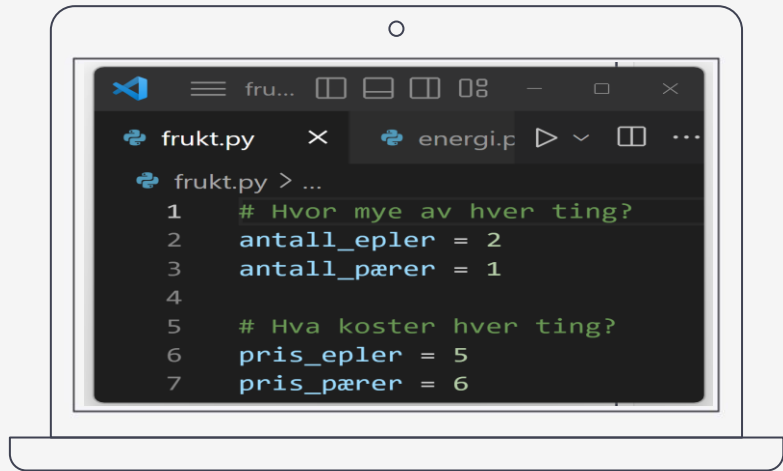 fru...
frukt.py energi.p
frukt.py > ...
1 # Hvor mye av hver ting?
2 antall_epler = 2
3 antall_pærer = 1
4
5 # Hva koster hver ting?
6 pris_epler = 5
7 pris_pærer = 6